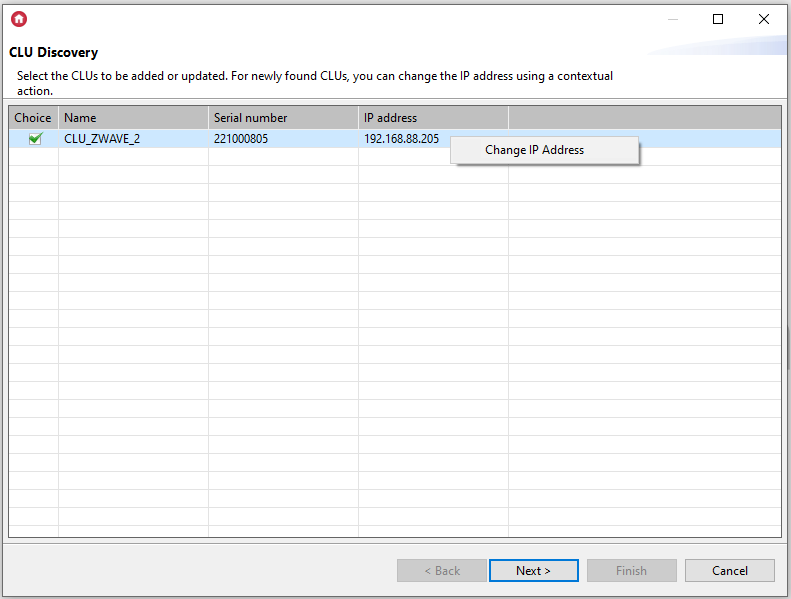 CLU Discovery
Select the CLUs to be added or updated. For newly found CLUs, you can change the IP address using a contextual
action.
Choice Name Serial number IP address
CLU_ZWAVE_2 221000805 192.168.88.205
Change IP Address
< Back Next > Finish Cancel